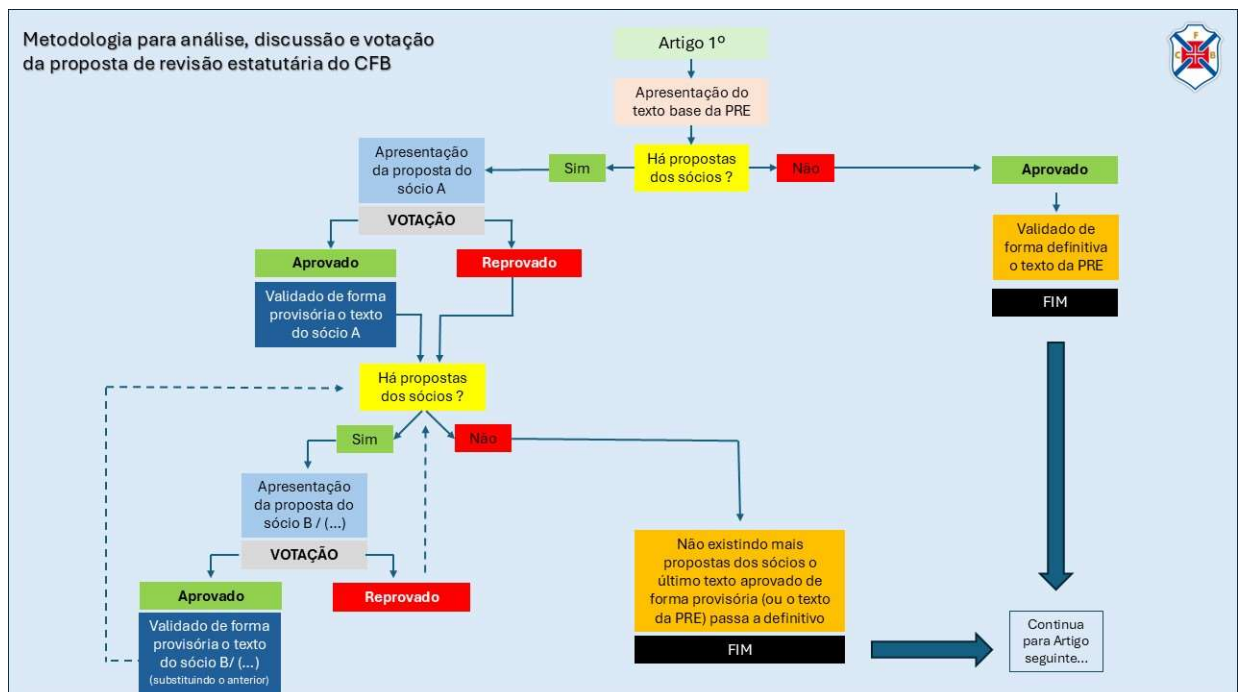 Metodologia para análise, discussão e votação
da proposta de revisão estatutária do CFB
Artigo 1º
F
C B
Apresentação do
texto base da PRE
Há propostas
dos sócios ?
Sim
Não
Apresentação
da proposta do
sócio A
VOTAÇÃO
Aprovado
Reprovado
Validado de forma
provisória o texto
do sócio A
Aprovado
Validado de
forma definitiva
o texto da PRE
FIM
Há propostas
dos sócios ?
Sim
Não
Apresentação
da proposta do
sócio B / (...)
VOTAÇÃO
Aprovado
Reprovado
Validado de forma
provisória o texto
do sócio B/ (...)
(substituindo o anterior)
Não existindo mais
propostas dos sócios o
último texto aprovado de
forma provisória (ou o texto
da PRE) passa a definitivo
FIM
Continua
para Artigo
seguinte...